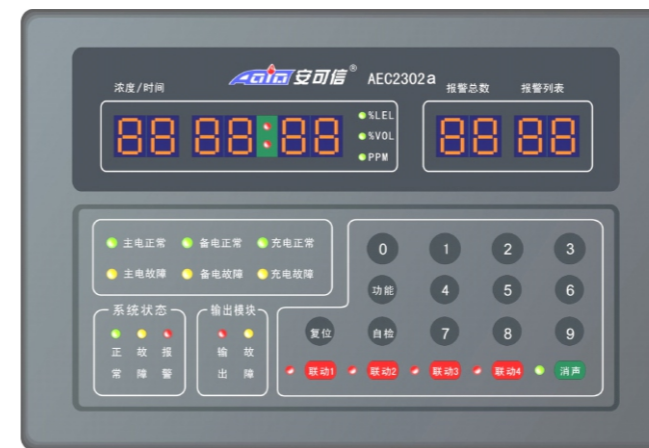 浓度/时间
AEC 安可信® AEC2302a
报警总数
报警列表
88 88:88
%LEL
%VOL
PPM
88 88
主电正常 备电正常 充电正常
主电故障 备电故障 充电故障
系统状态
正常 故障 报警
输出模块
输出 故障
0 1 2 3
功能 4 5 6
复位 自检 7 8 9
联动1 联动2 联动3 联动4 消声